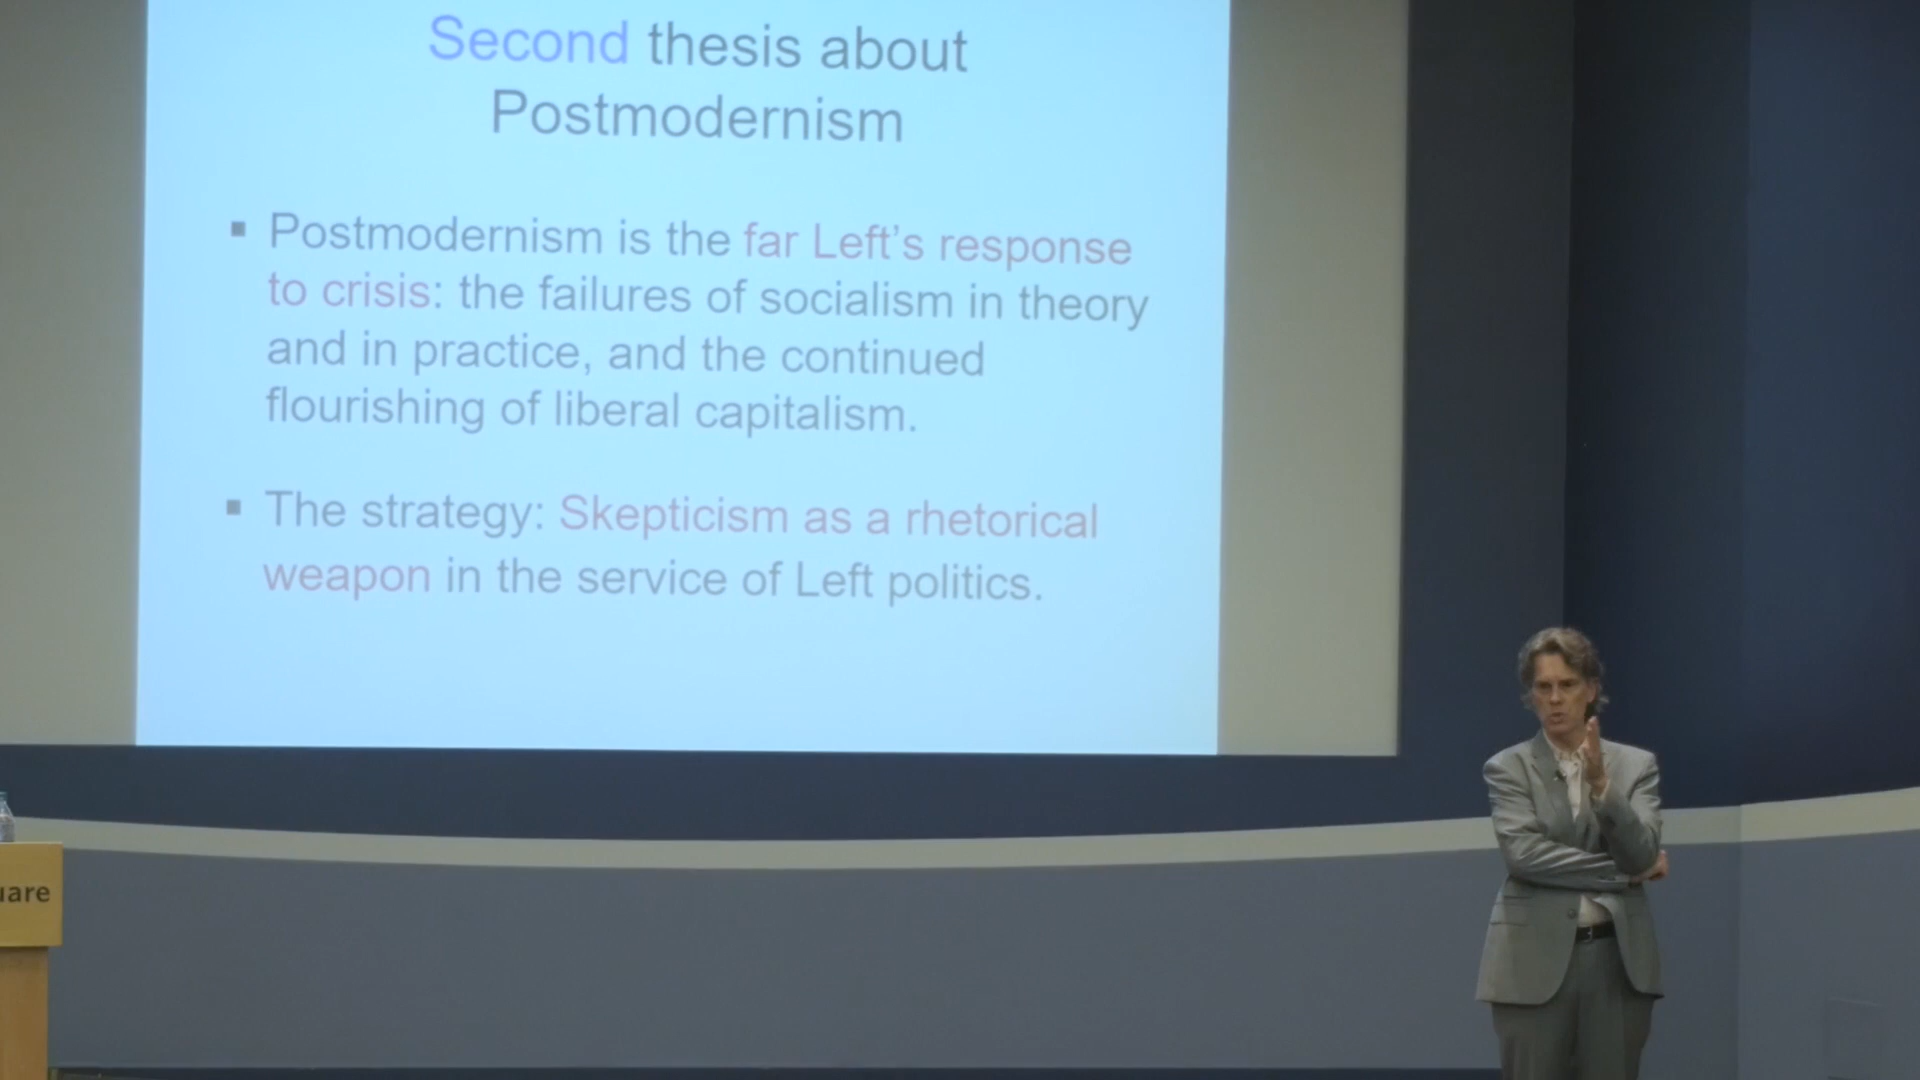 Second thesis about
Postmodernism
▪ Postmodernism is the far Left's response
to crisis: the failures of socialism in theory
and in practice, and the continued
flourishing of liberal capitalism.
▪ The strategy: Skepticism as a rhetorical
weapon in the service of Left politics.
uare